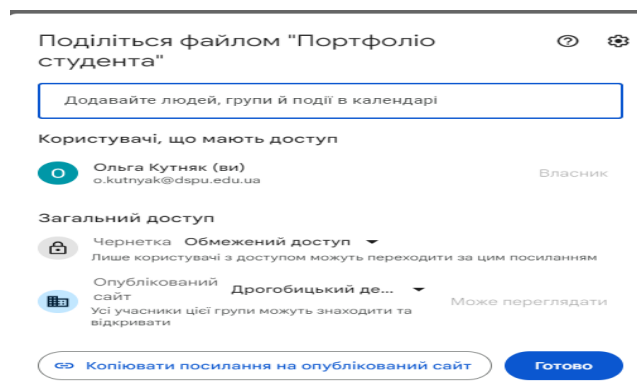 Поділіться файлом "Портфоліо
студента"
Додавайте людей, групи й події в календарі
Користувачі, що мають доступ
О
Ольга Кутняк (ви)
o.kutnyak@dspu.edu.ua
Власник
Загальний доступ
Чернетка Обмежений доступ
Лише користувачі з доступом можуть переходити за цим посиланням
Опублікований
сайт
Дрогобицький де...
Може переглядати
Усі учасники цієї групи можуть знаходити та
відкривати
Копіювати посилання на опублікований сайт
Готово